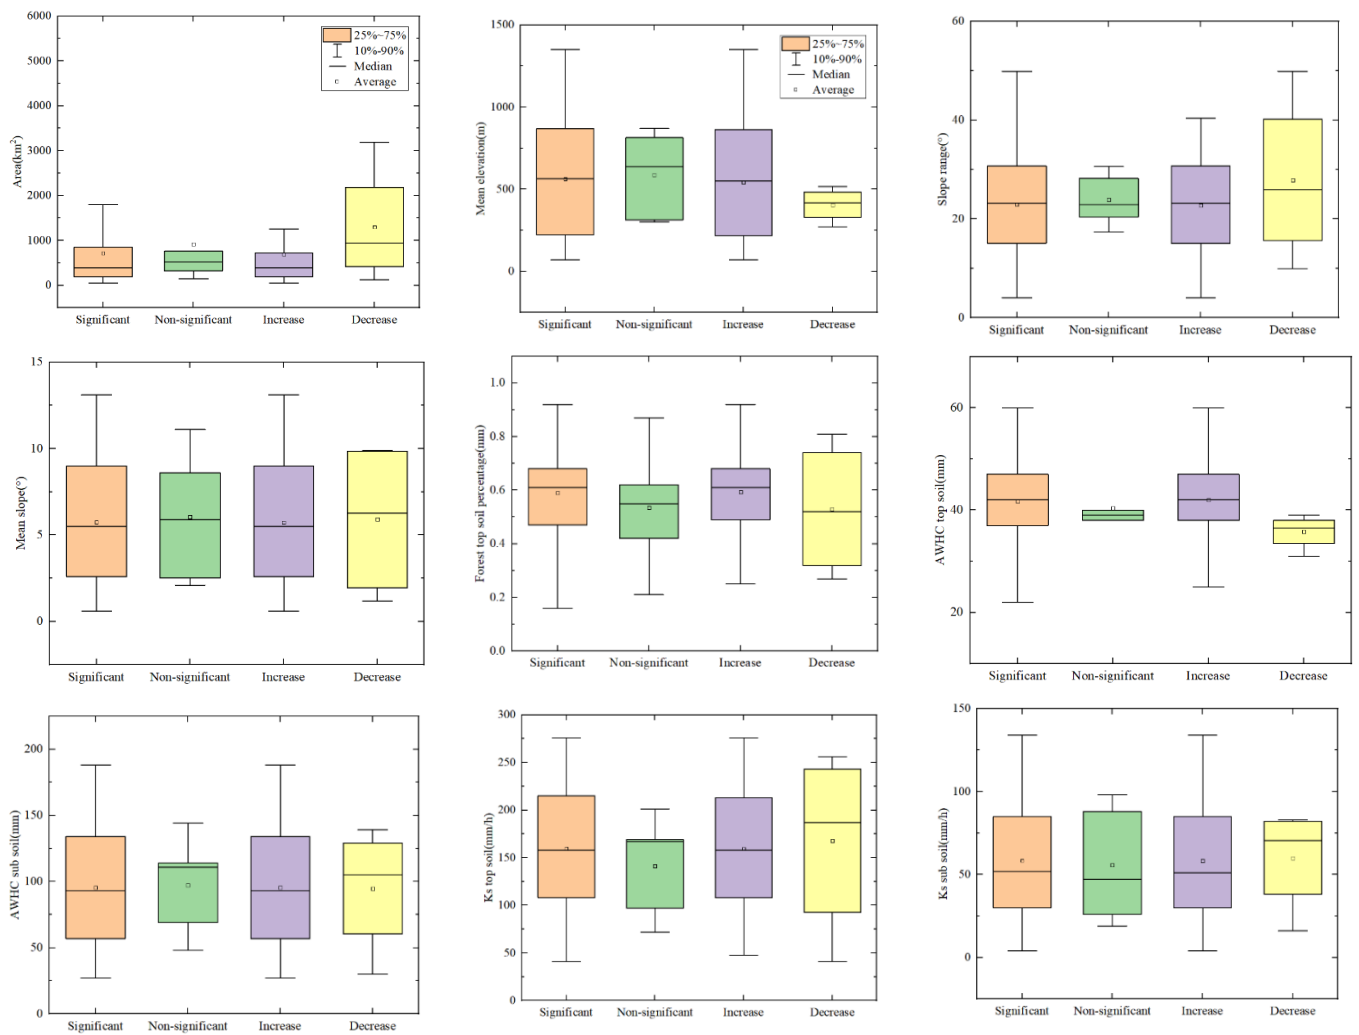 6000
5000
4000
3000
2000
1000
0
Area(km²)
25%~75%
10%-90%
Median
Average
Significant Non-significant Increase Decrease
1500
1000
500
0
Mean elevation(m)
25%~75%
10%-90%
Median
Average
Significant Non-significant Increase Decrease
60
40
20
0
Slope range(°)
Significant Non-significant Increase Decrease
15
10
5
0
Mean slope(°)
Significant Non-significant Increase Decrease
1.0
0.8
0.6
0.4
0.2
0.0
Forest top soil percentage(mm)
Significant Non-significant Increase Decrease
60
40
20
AWHC top soil(mm)
Significant Non-significant Increase Decrease
200
150
100
50
0
AWHC sub soil(mm)
Significant Non-significant Increase Decrease
300
250
200
150
100
50
0
Ks top soil(mm/h)
Significant Non-significant Increase Decrease
150
100
50
0
Ks sub soil(mm/h)
Significant Non-significant Increase Decrease